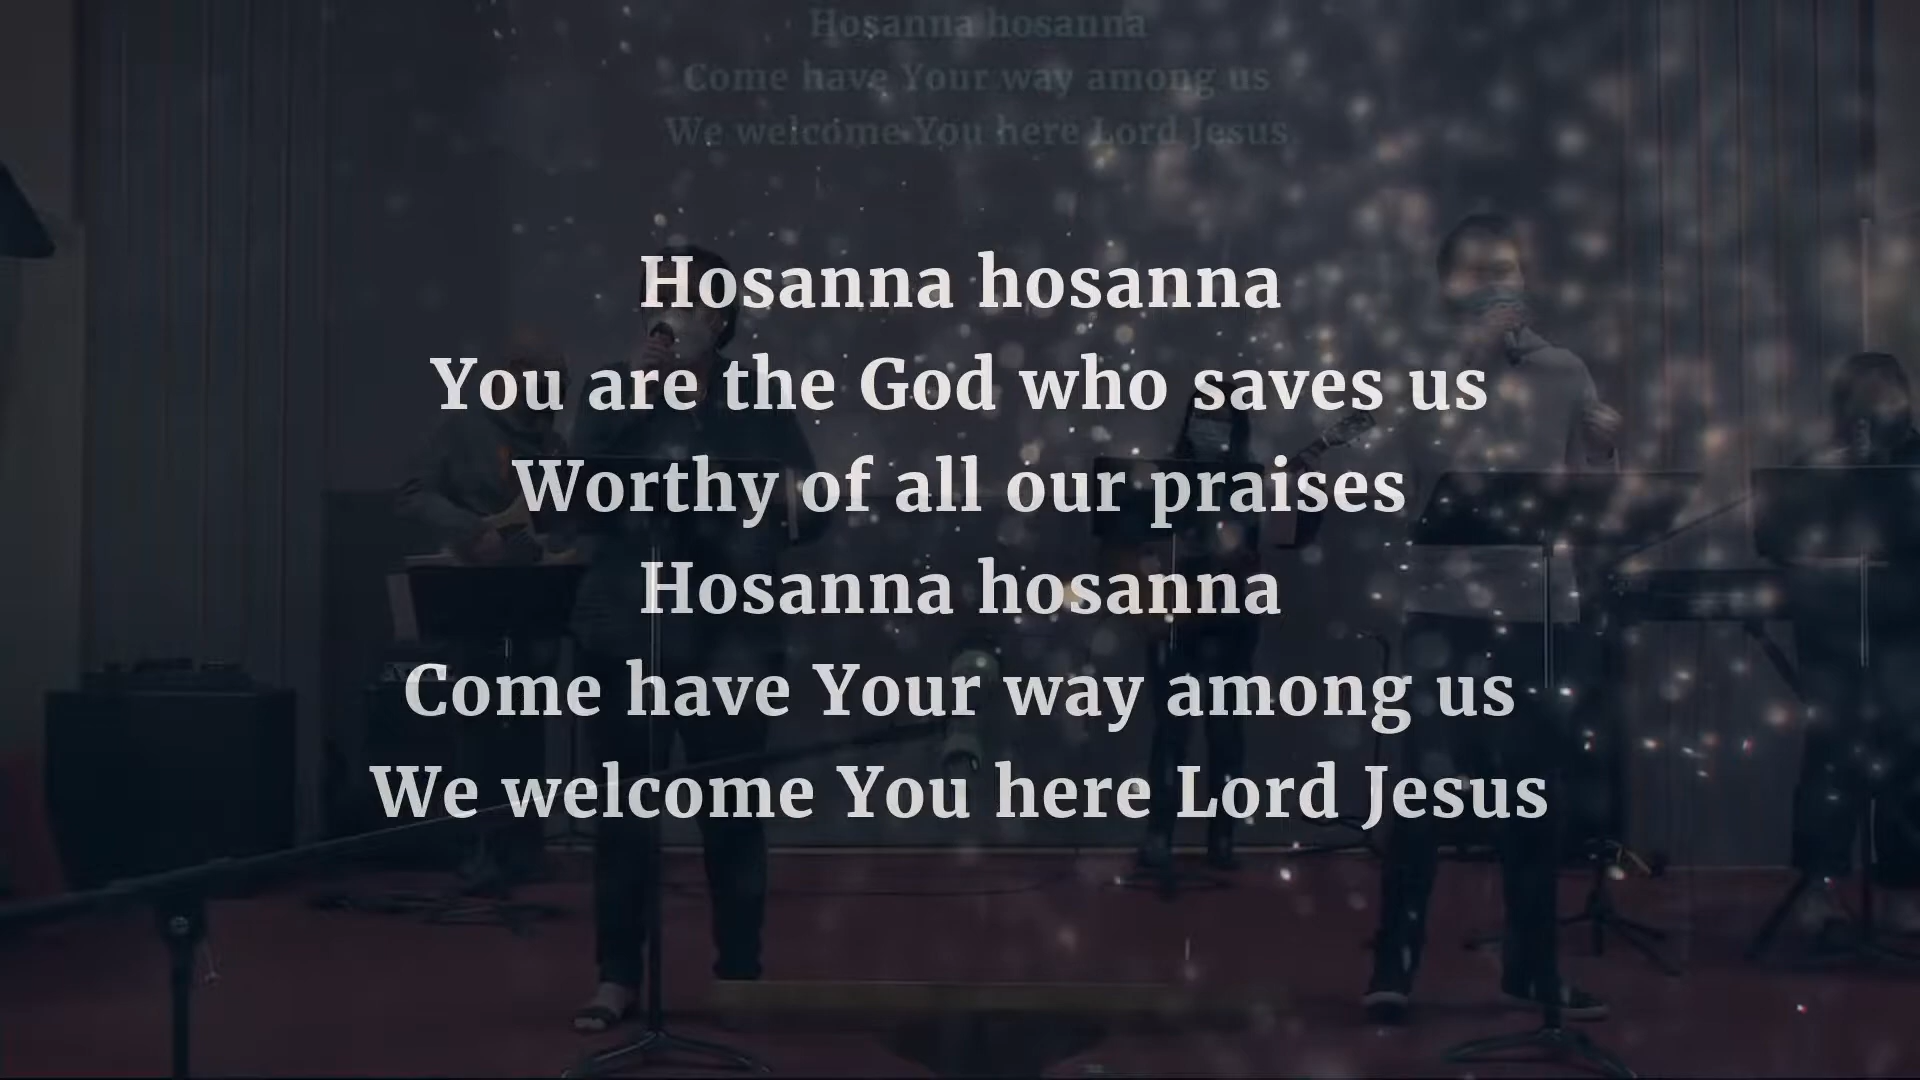 Hosanna hosanna
Come have Your way among us
We welcome You here Lord Jesus
Hosanna hosanna
You are the God who saves us
Worthy of all our praises
Hosanna hosanna
Come have Your way among us
We welcome You here Lord Jesus